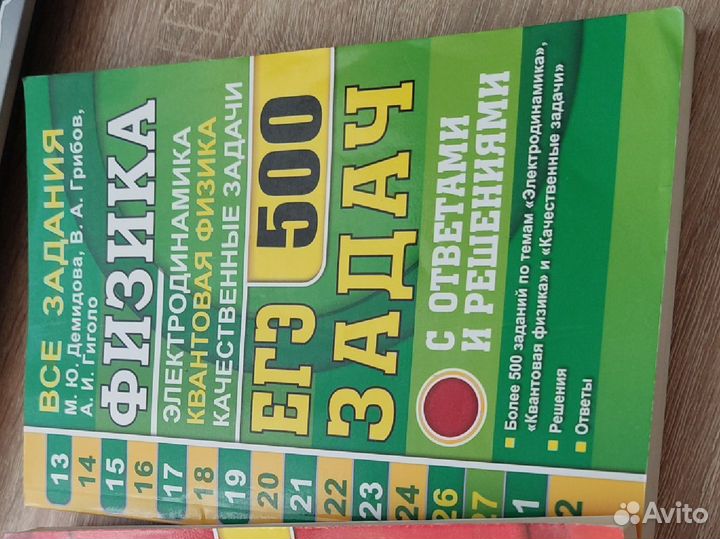 ВСЕ ЗАДАНИЯ
М. Ю. Демидова, В. А. Грибов,
А. И. Гиголо
ФИЗИКА
ЭЛЕКТРОДИНАМИКА
КВАНТОВАЯ ФИЗИКА
КАЧЕСТВЕННЫЕ ЗАДАЧИ
ЕГЭ 500
ЗАДАЧ
С ОТВЕТАМИ
И РЕШЕНИЯМИ
Более 500 заданий по темам «Электродинамика»,
«Квантовая физика» и «Качественные задачи»
Решения
Ответы
13
14
15
16
17
18
19
20
21
22
23
24
26
27
1
2
Avito